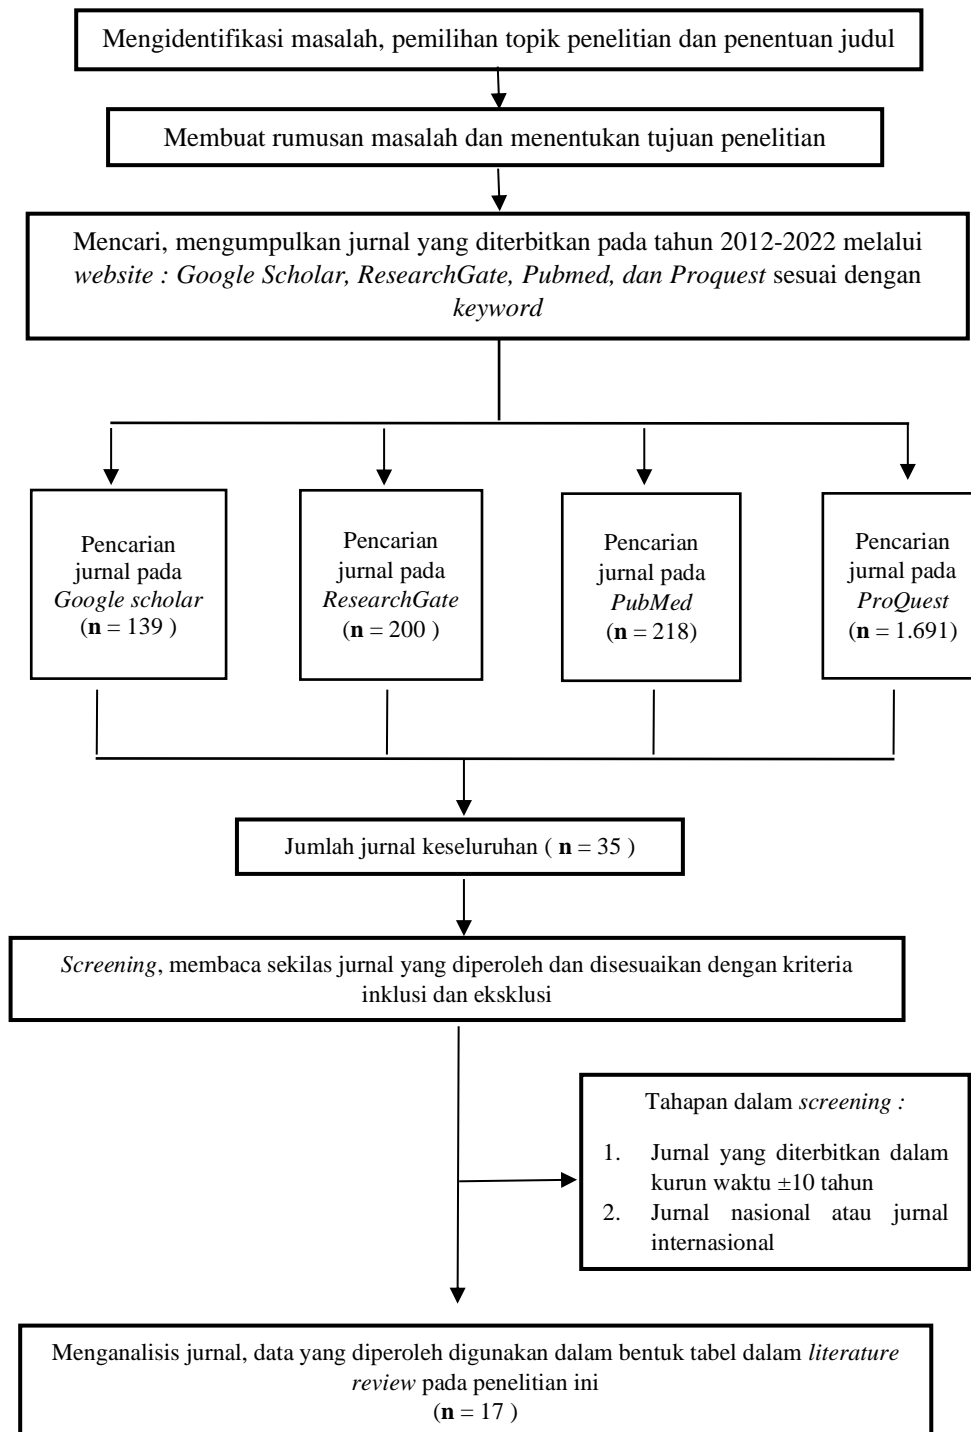 Mengidentifikasi masalah, pemilihan topik penelitian dan penentuan judul
Membuat rumusan masalah dan menentukan tujuan penelitian
Mencari, mengumpulkan jurnal yang diterbitkan pada tahun 2012-2022 melalui
website : Google Scholar, ResearchGate, Pubmed, dan Proquest sesuai dengan
keyword
Pencarian
jurnal pada
Google scholar
(n = 139 )
Pencarian
jurnal pada
ResearchGate
(n = 200 )
Pencarian
jurnal pada
PubMed
(n = 218)
Pencarian
jurnal pada
ProQuest
(n = 1.691)
Jumlah jurnal keseluruhan ( n = 35 )
Screening, membaca sekilas jurnal yang diperoleh dan disesuaikan dengan kriteria
inklusi dan eksklusi
Tahapan dalam screening :
1. Jurnal yang diterbitkan dalam
kurun waktu ±10 tahun
2. Jurnal nasional atau jurnal
internasional
Menganalisis jurnal, data yang diperoleh digunakan dalam bentuk tabel dalam literature
review pada penelitian ini
(n = 17 )